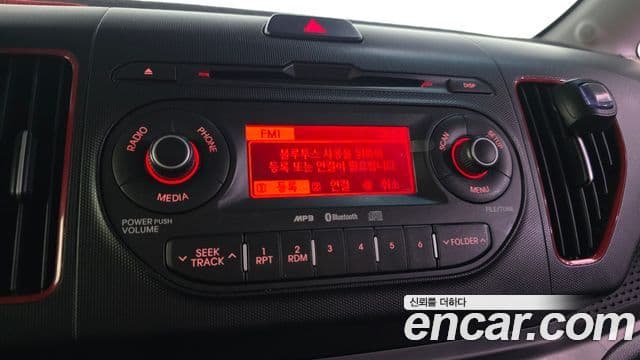 DISP
RADIO
PHONE
MEDIA
POWER PUSH
VOLUME
FM1
블루투스 사용을 위하여
등록 또는 연결이 필요합니다
1 등록 2 연결 취소
SCAN
SETUP
MENU
FILE/TUNE
MP3 Bluetooth
SEEK
TRACK
1
RPT
2
RDM
3
4
5
6
FOLDER
신뢰를 더하다
encar.com